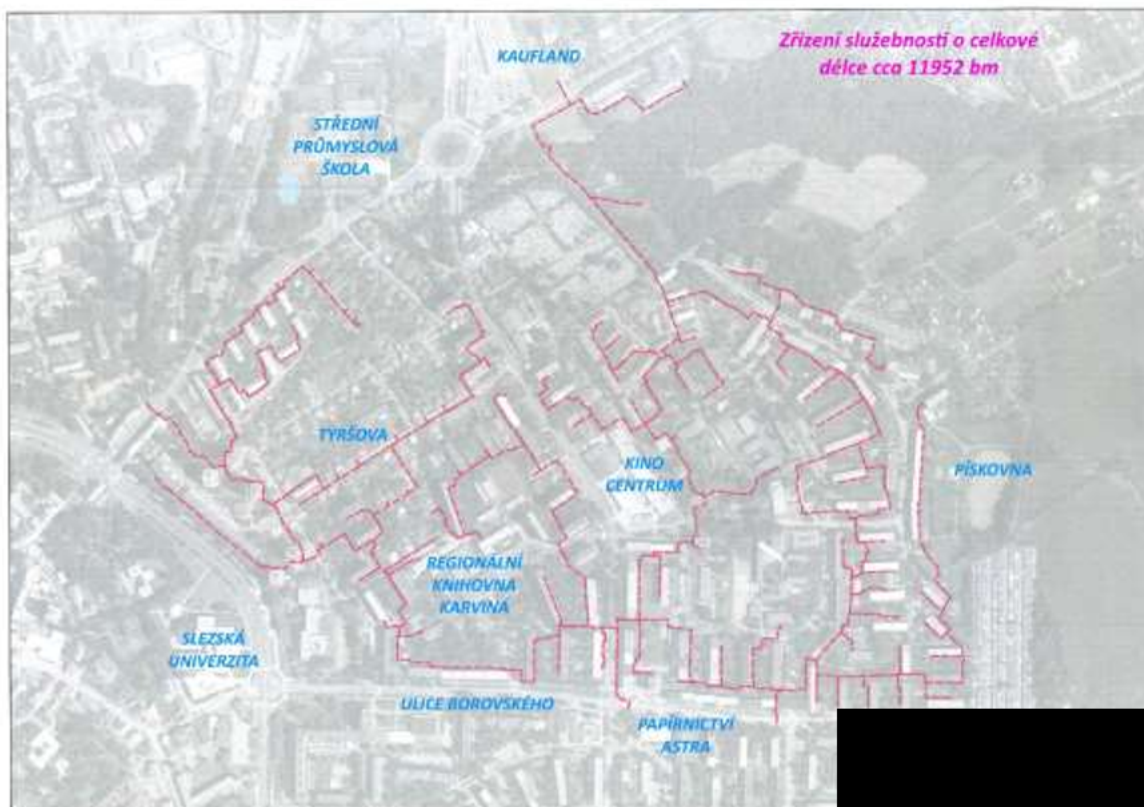 Zřízení služebností o celkové
délce cca 11952 bm
KAUFLAND
STŘEDNÍ
PRŮMYSLOVÁ
ŠKOLA
TYRŠOVA
KINO
CENTRUM
PÍSKOVNA
REGIONÁLNÍ
KNIHOVNA
KARVINÁ
SLEZSKÁ
UNIVERZITA
ULICE BOROVSKÉHO
PAPÍRNICTVÍ
ASTRA